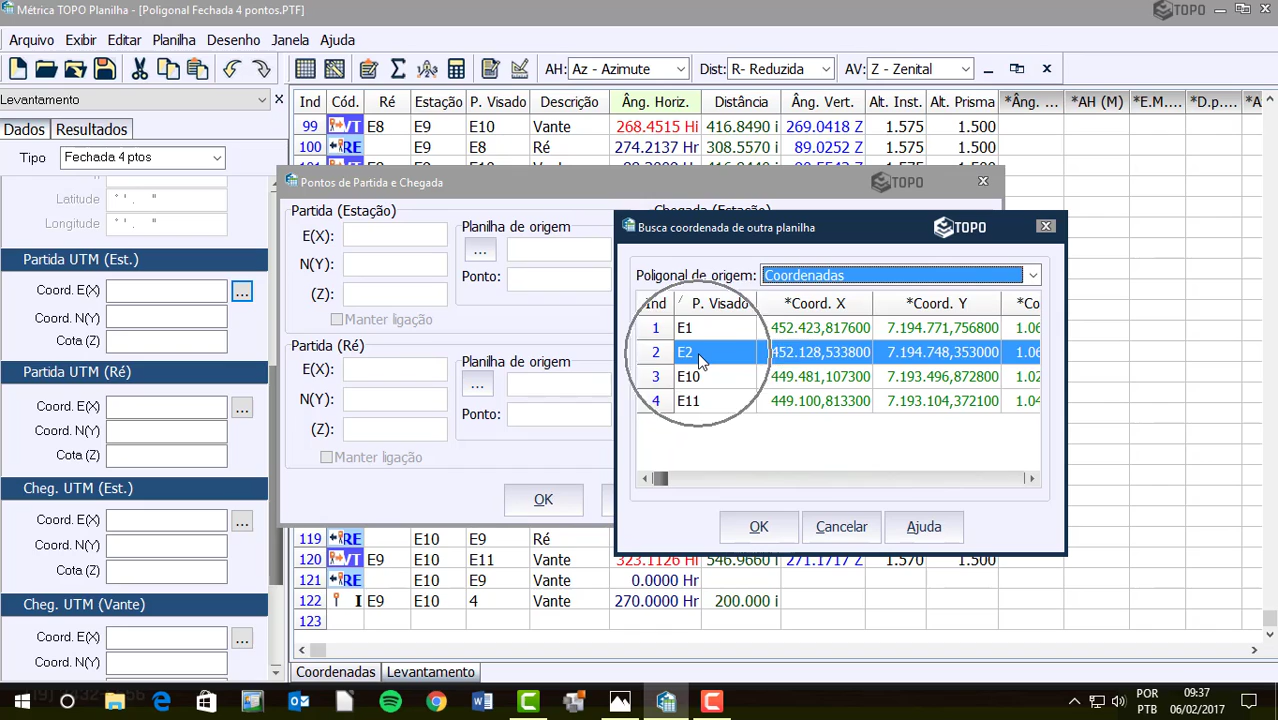 Métrica TOPO Planilha - [Poligonal Fechada 4 pontos.PTF]
TOPO
Arquivo Exibir Editar Planilha Desenho Janela Ajuda
AH: Az - Azimute Dist: R- Reduzida AV: Z - Zenital
Levantamento
Dados Resultados
Tipo Fechada 4 ptos
Latitude ° ' . "
Longitude ° ' . "
Partida UTM (Est.)
Coord. E(X) ...
Coord. N(Y)
Cota (Z)
Partida UTM (Ré)
Coord. E(X) ...
Coord. N(Y)
Cota (Z)
Cheg. UTM (Est.)
Coord. E(X) ...
Coord. N(Y)
Cota (Z)
Cheg. UTM (Vante)
Coord. E(X) ...
Coord. N(Y)
Ind Cód. Ré Estação P. Visado Descrição Âng. Horiz. Distância Âng. Vert. Alt. Inst. Alt. Prisma *Âng. ... *AH (M) *E.M.... *D.p....
99 VT E8 E9 E10 Vante 268.4515 Hi 416.8490 i 269.0418 Z 1.575 1.500
100 RE E9 E8 Ré 274.2137 Hr 308.5570 i 89.0252 Z 1.575 1.500
Pontos de Partida e Chegada
TOPO
Partida (Estação)
E(X):
N(Y):
(Z):
Manter ligação
Planilha de origem
...
Ponto:
Chegada (Estação)
Partida (Ré)
E(X):
N(Y):
(Z):
Manter ligação
Planilha de origem
...
Ponto:
OK
Busca coordenada de outra planilha
TOPO
Poligonal de origem: Coordenadas
Ind P. Visado *Coord. X *Coord. Y *Co
1 E1 452.423,817600 7.194.771,756800 1.06
2 E2 452.128,533800 7.194.748,353000 1.06
3 E10 449.481,107300 7.193.496,872800 1.02
4 E11 449.100,813300 7.193.104,372100 1.04
OK Cancelar Ajuda
119 RE E10 E9 Ré
120 VT E9 E10 E11 Vante 323.1126 Hi 546.9660 i 271.1717 Z 1.570 1.500
121 RE E10 E9 Vante 0.0000 Hr
122 I E9 E10 4 Vante 270.0000 Hr 200.000 i
123
Coordenadas Levantamento
POR
PTB
09:37
06/02/2017